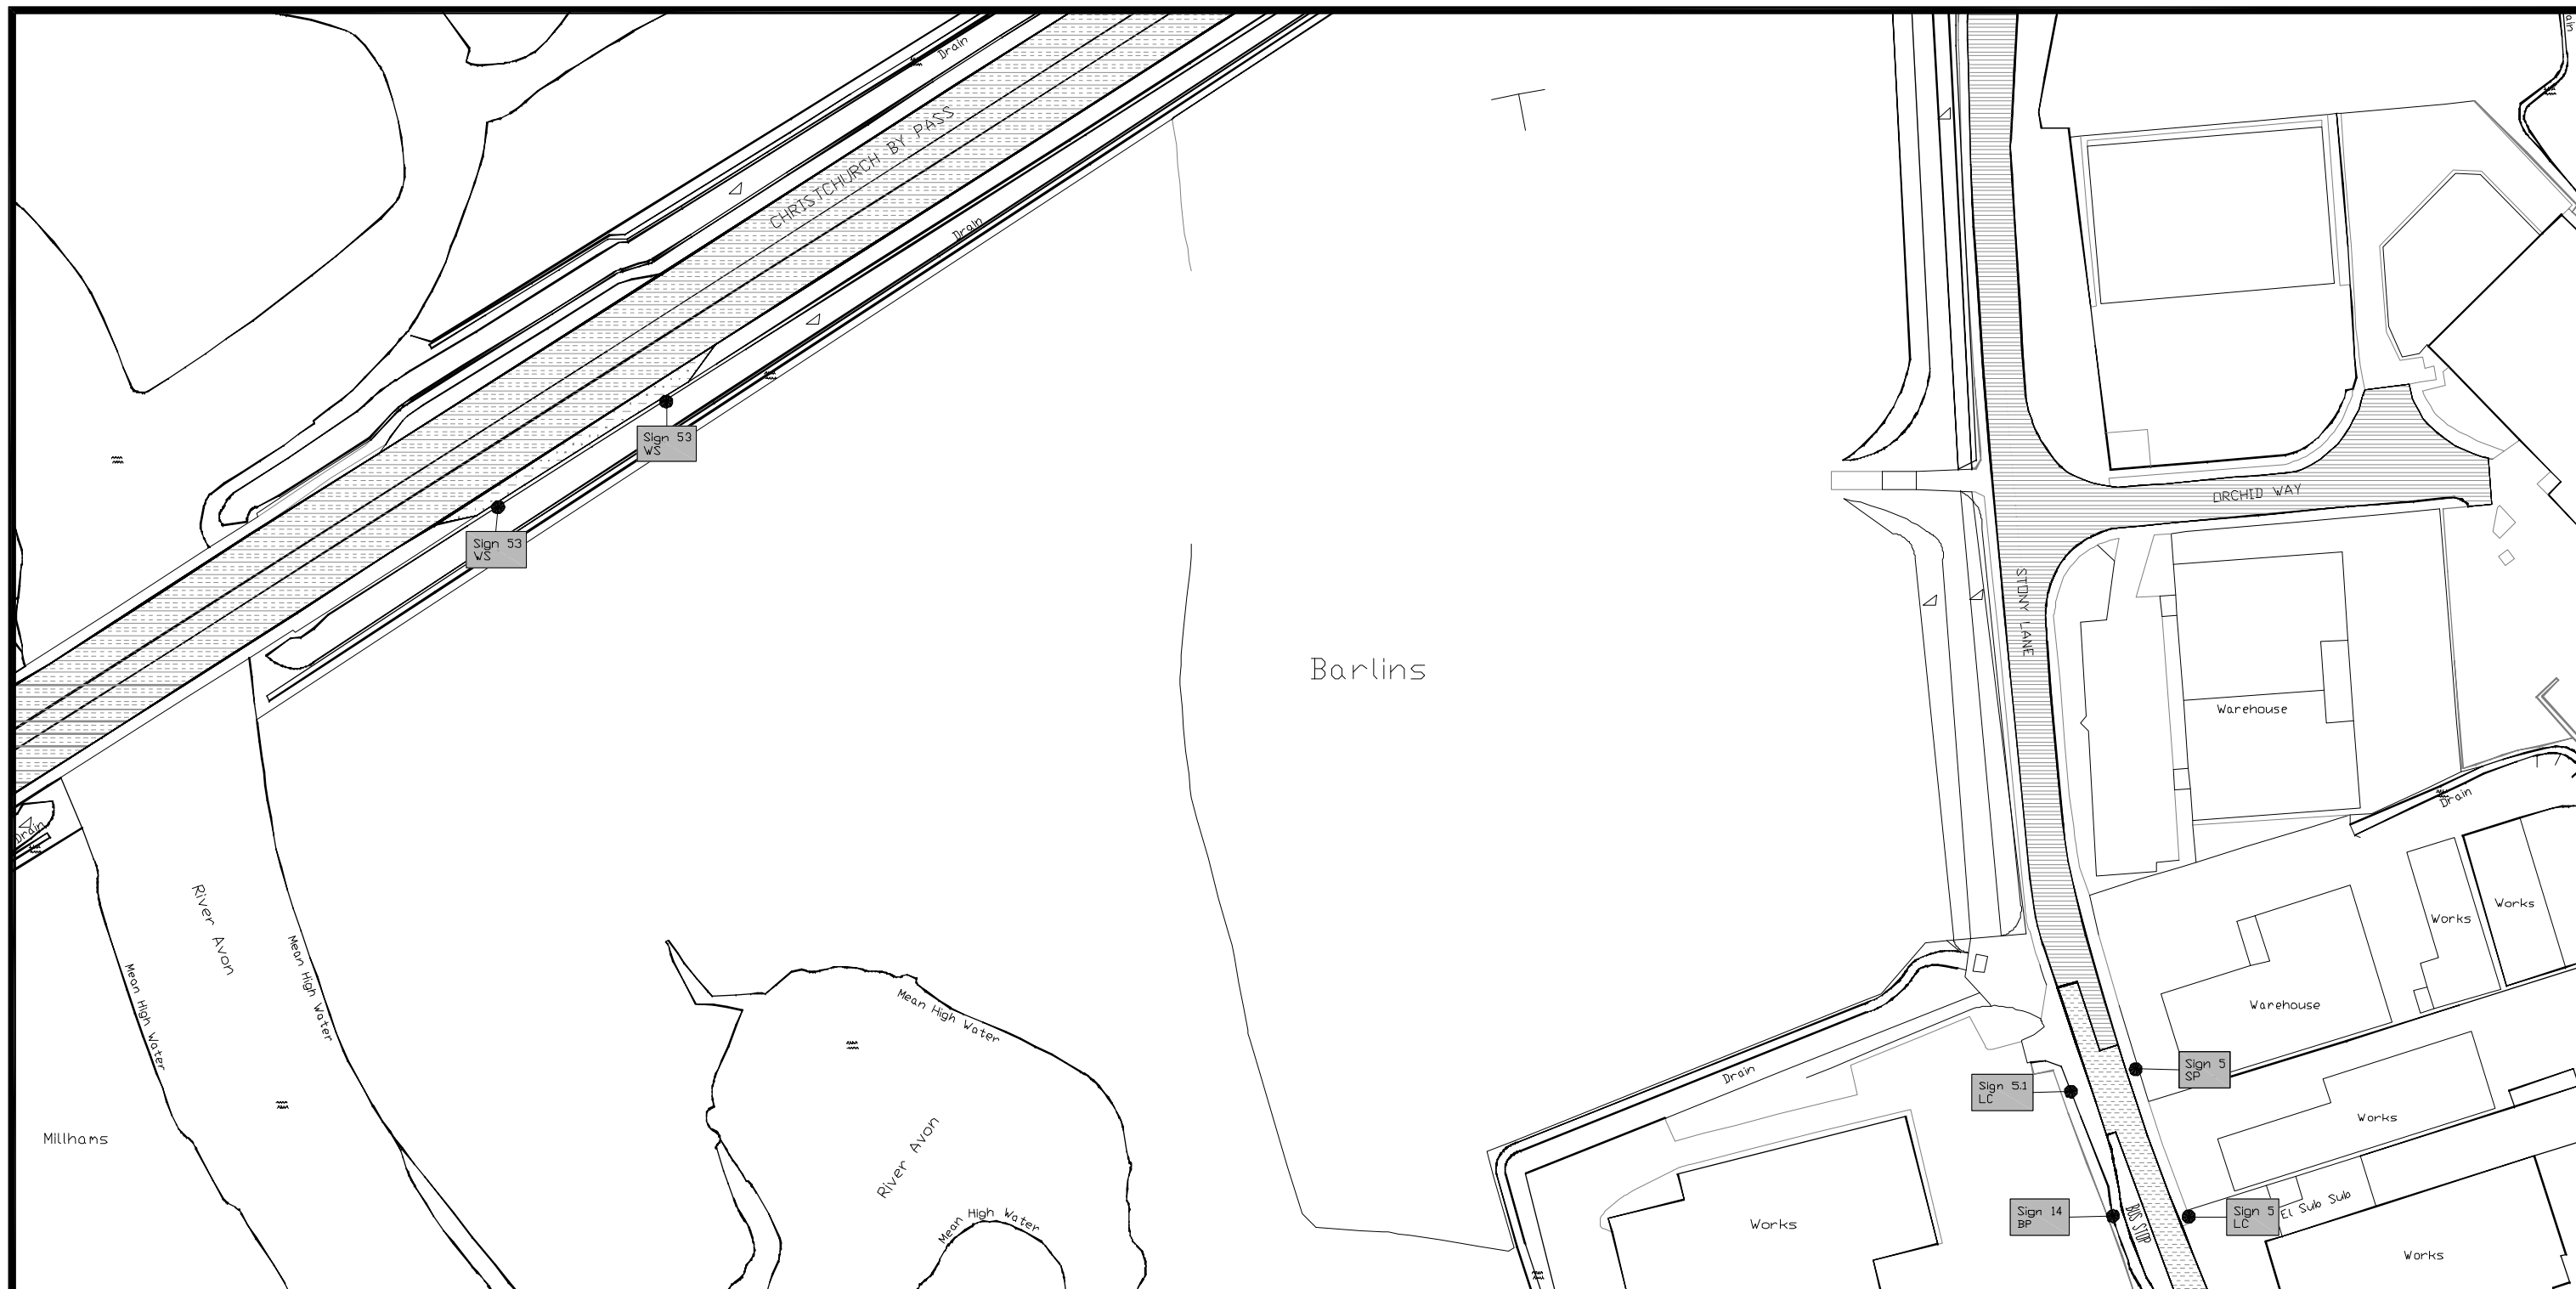 Drain
CHRISTCHURCH BY PASS
Drain
Sign 53
WS
Sign 53
WS
ORCHID WAY
STONY LANE
Barlins
Warehouse
Drain
Drain
River Avon
Mean High Water
Mean High Water
Mean High Water
Works
Works
Warehouse
Drain
Sign 5
SP
Sign 5.1
LC
Works
Millhams
River Avon
Mean High Water
Works
Sign 14
BP
BUS STOP
Sign 5
LC
El Sub Sub
Works